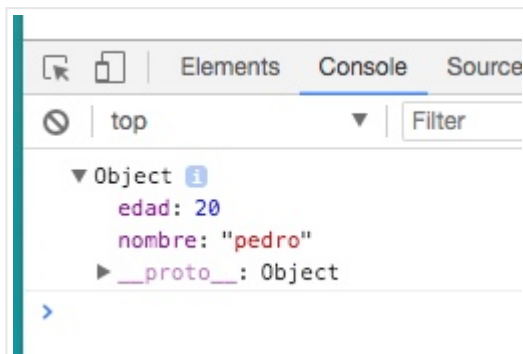 Elements Console Source
top Filter
Object i
edad: 20
nombre: "pedro"
__proto__: Object